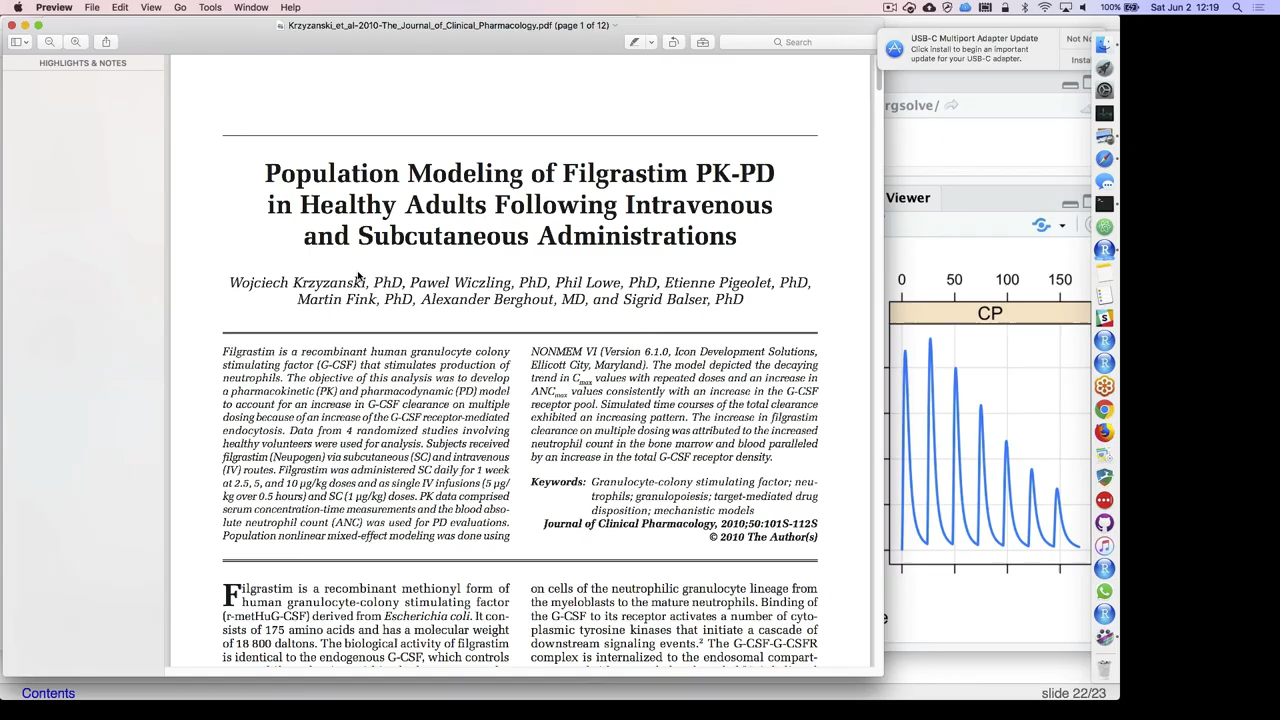 Preview File Edit View Go Tools Window Help
100% Sat Jun 2 12:19
Krzyzanski_et_al-2010-The_Journal_of_Clinical_Pharmacology.pdf (page 1 of 12)
Search
USB-C Multiport Adapter Update
Click install to begin an important
update for your USB-C adapter.
Not No
Insta
HIGHLIGHTS & NOTES
rgsolve/
Viewer
Population Modeling of Filgrastim PK-PD
in Healthy Adults Following Intravenous
and Subcutaneous Administrations
Wojciech Krzyzanski, PhD, Pawel Wiczling, PhD, Phil Lowe, PhD, Etienne Pigeolet, PhD,
Martin Fink, PhD, Alexander Berghout, MD, and Sigrid Balser, PhD
Filgrastim is a recombinant human granulocyte colony
stimulating factor (G-CSF) that stimulates production of
neutrophils. The objective of this analysis was to develop
a pharmacokinetic (PK) and pharmacodynamic (PD) model
to account for an increase in G-CSF clearance on multiple
dosing because of an increase of the G-CSF receptor-mediated
endocytosis. Data from 4 randomized studies involving
healthy volunteers were used for analysis. Subjects received
filgrastim (Neupogen) via subcutaneous (SC) and intravenous
(IV) routes. Filgrastim was administered SC daily for 1 week
at 2.5, 5, and 10 µg/kg doses and as single IV infusions (5 µg/
kg over 0.5 hours) and SC (1 µg/kg) doses. PK data comprised
serum concentration-time measurements and the blood abso-
lute neutrophil count (ANC) was used for PD evaluations.
Population nonlinear mixed-effect modeling was done using
NONMEM VI (Version 6.1.0, Icon Development Solutions,
Ellicott City, Maryland). The model depicted the decaying
trend in Cmax values with repeated doses and an increase in
ANCmax values consistently with an increase in the G-CSF
receptor pool. Simulated time courses of the total clearance
exhibited an increasing pattern. The increase in filgrastim
clearance on multiple dosing was attributed to the increased
neutrophil count in the bone marrow and blood paralleled
by an increase in the total G-CSF receptor density.
Keywords: Granulocyte-colony stimulating factor; neu-
trophils; granulopoiesis; target-mediated drug
disposition; mechanistic models
Journal of Clinical Pharmacology, 2010;50:101S-112S
© 2010 The Author(s)
Filgrastim is a recombinant methionyl form of
human granulocyte-colony stimulating factor
(r-metHuG-CSF) derived from Escherichia coli. It con-
sists of 175 amino acids and has a molecular weight
of 18 800 daltons. The biological activity of filgrastim
is identical to the endogenous G-CSF, which controls
on cells of the neutrophilic granulocyte lineage from
the myeloblasts to the mature neutrophils. Binding of
the G-CSF to its receptor activates a number of cyto-
plasmic tyrosine kinases that initiate a cascade of
downstream signaling events.2 The G-CSF-G-CSFR
complex is internalized to the endosomal compart-
0 50 100 150
CP
e
Contents
slide 22/23